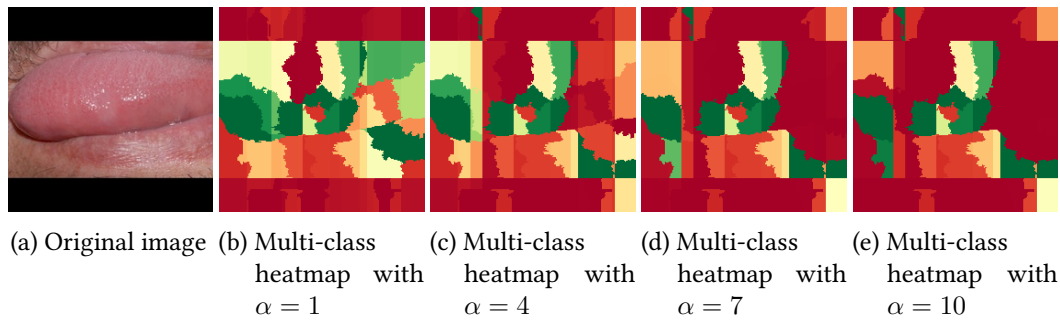 (a) Original image
(b) Multi-class
heatmap with
α = 1
(c) Multi-class
heatmap with
α = 4
(d) Multi-class
heatmap with
α = 7
(e) Multi-class
heatmap with
α = 10